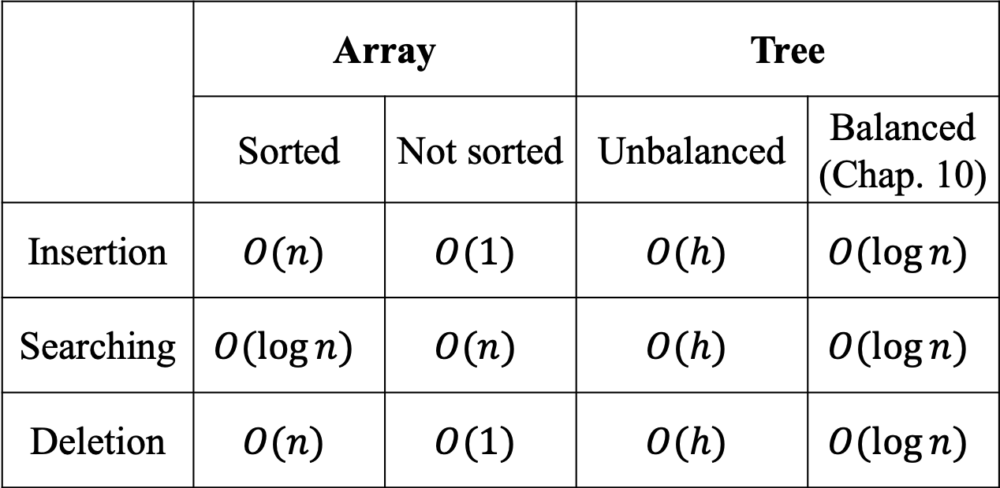 Array Tree
Sorted Not sorted Unbalanced Balanced
(Chap. 10)
Insertion O(n) O(1) O(h) O(log n)
Searching O(log n) O(n) O(h) O(log n)
Deletion O(n) O(1) O(h) O(log n)